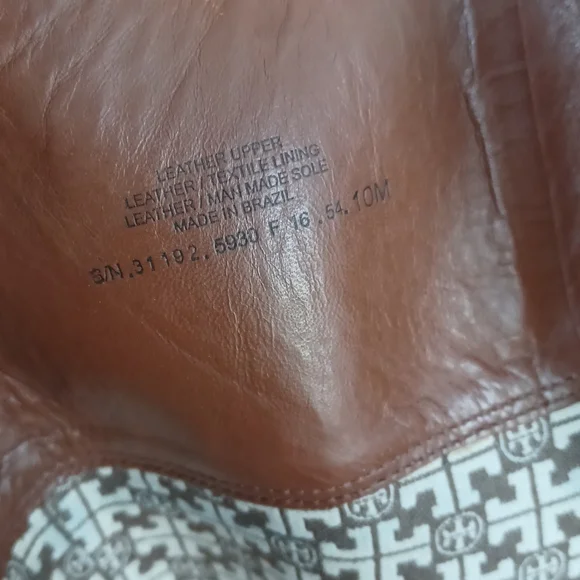 LEATHER UPPER
LEATHER / TEXTILE LINING
LEATHER / MAN MADE SOLE
MADE IN BRAZIL
S/N.31192.5930 F 16.54.10M